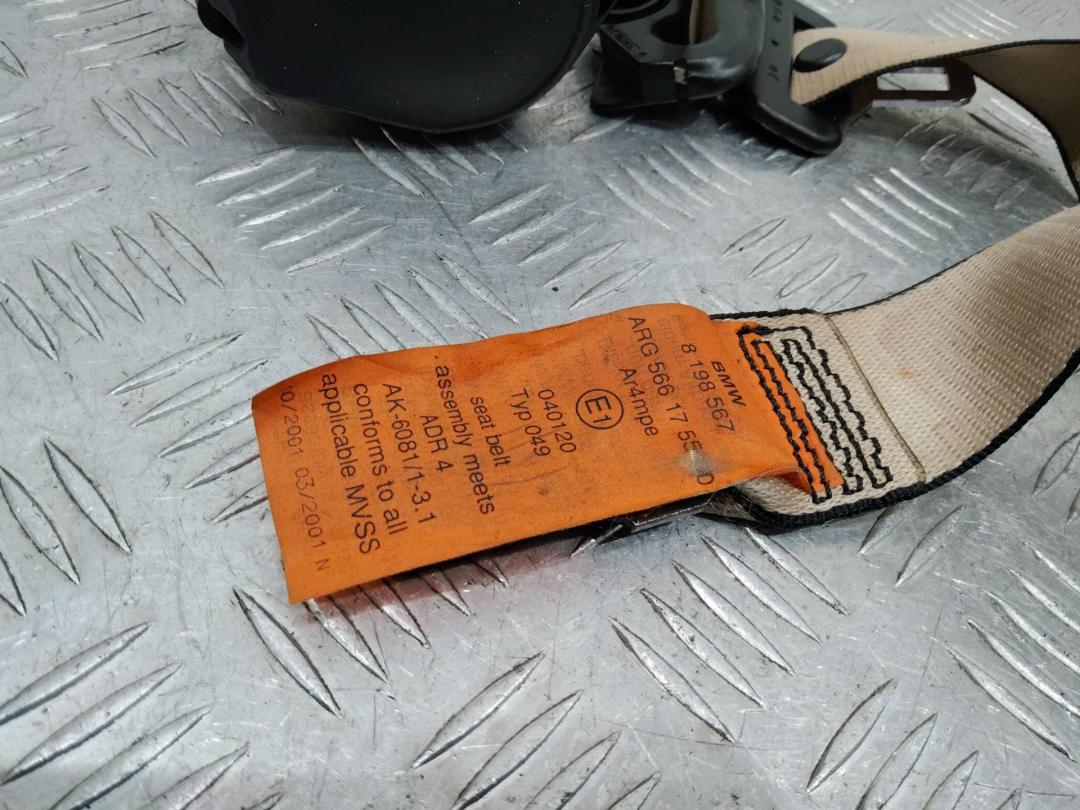 BMW
8 198 567
ARG 566 17 55
Ar4mpe
E1
040120
Typ 049
seat belt
assembly meets
ADR 4
AK-6081/1-3.1
conforms to all
applicable MVSS
0/2001 03/2001 N